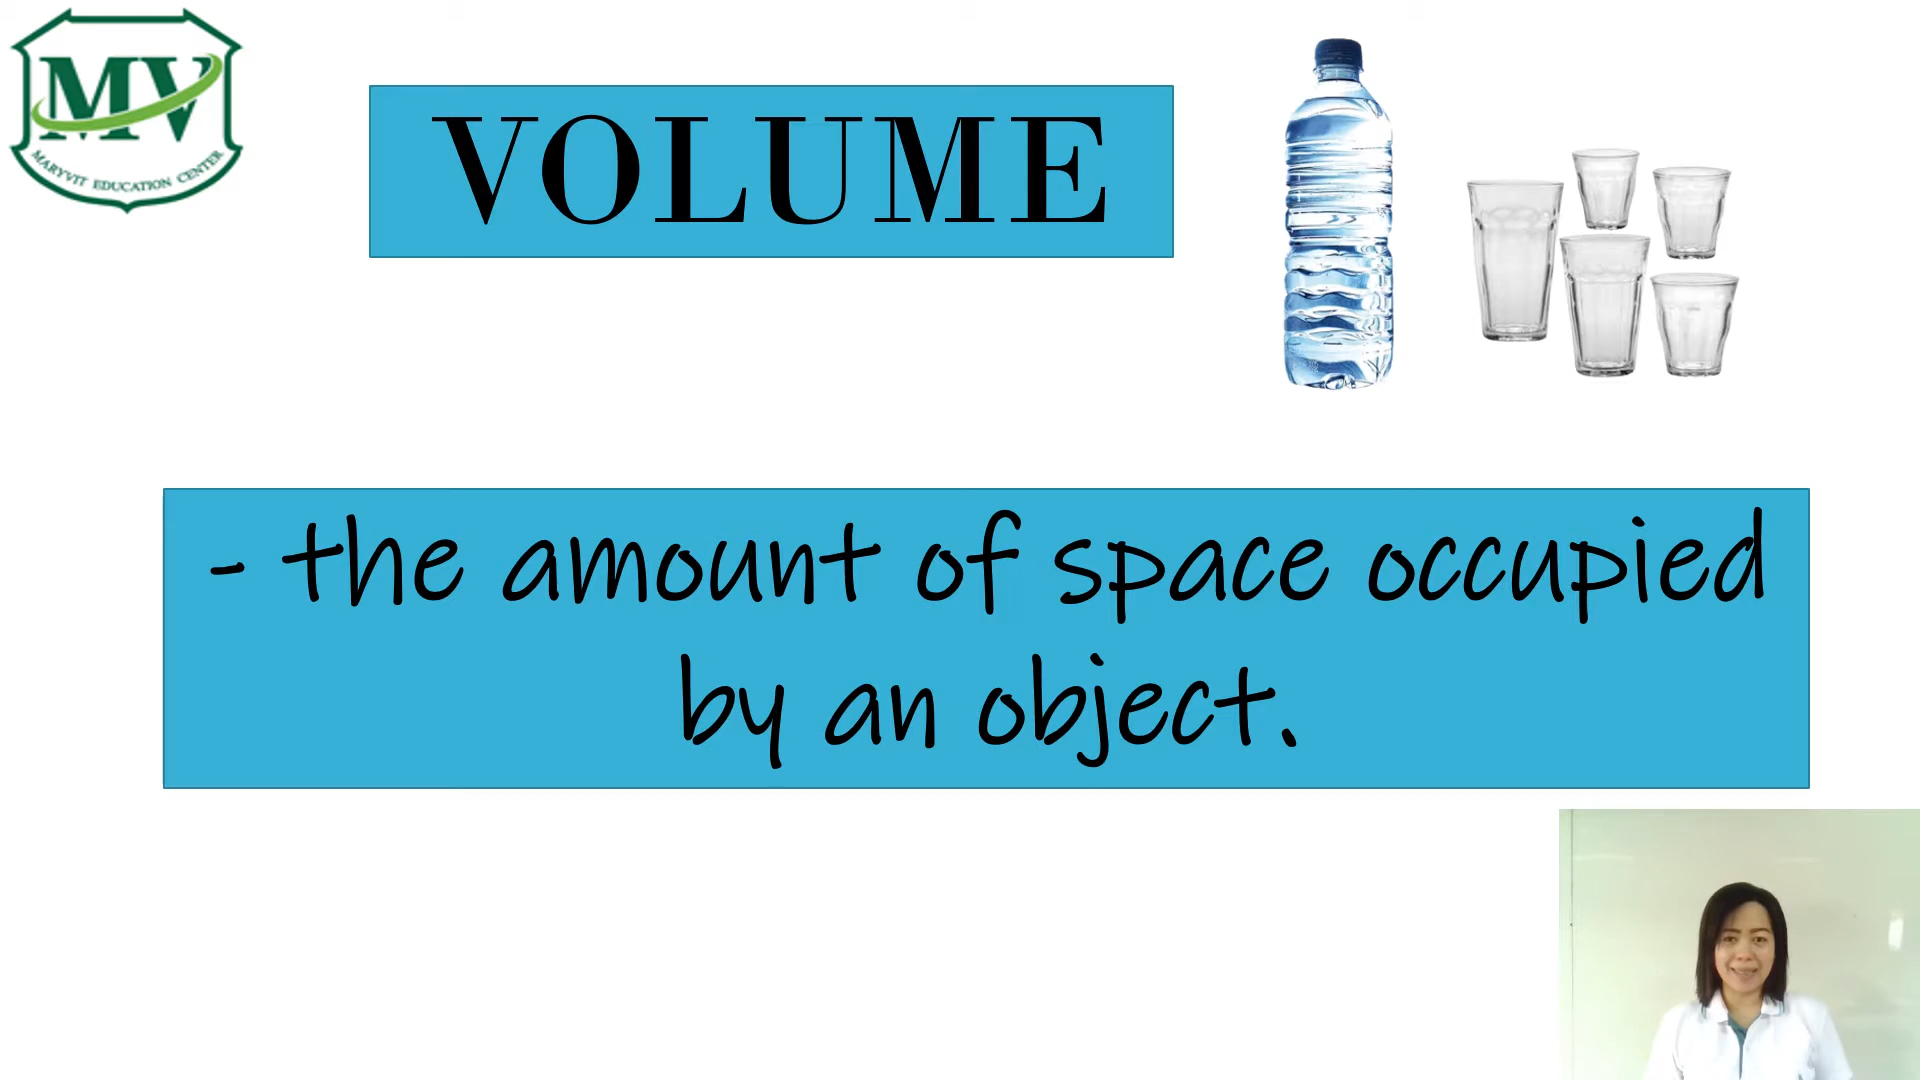 MV
MARYVIT EDUCATION CENTER
VOLUME
- the amount of space occupied
by an object.